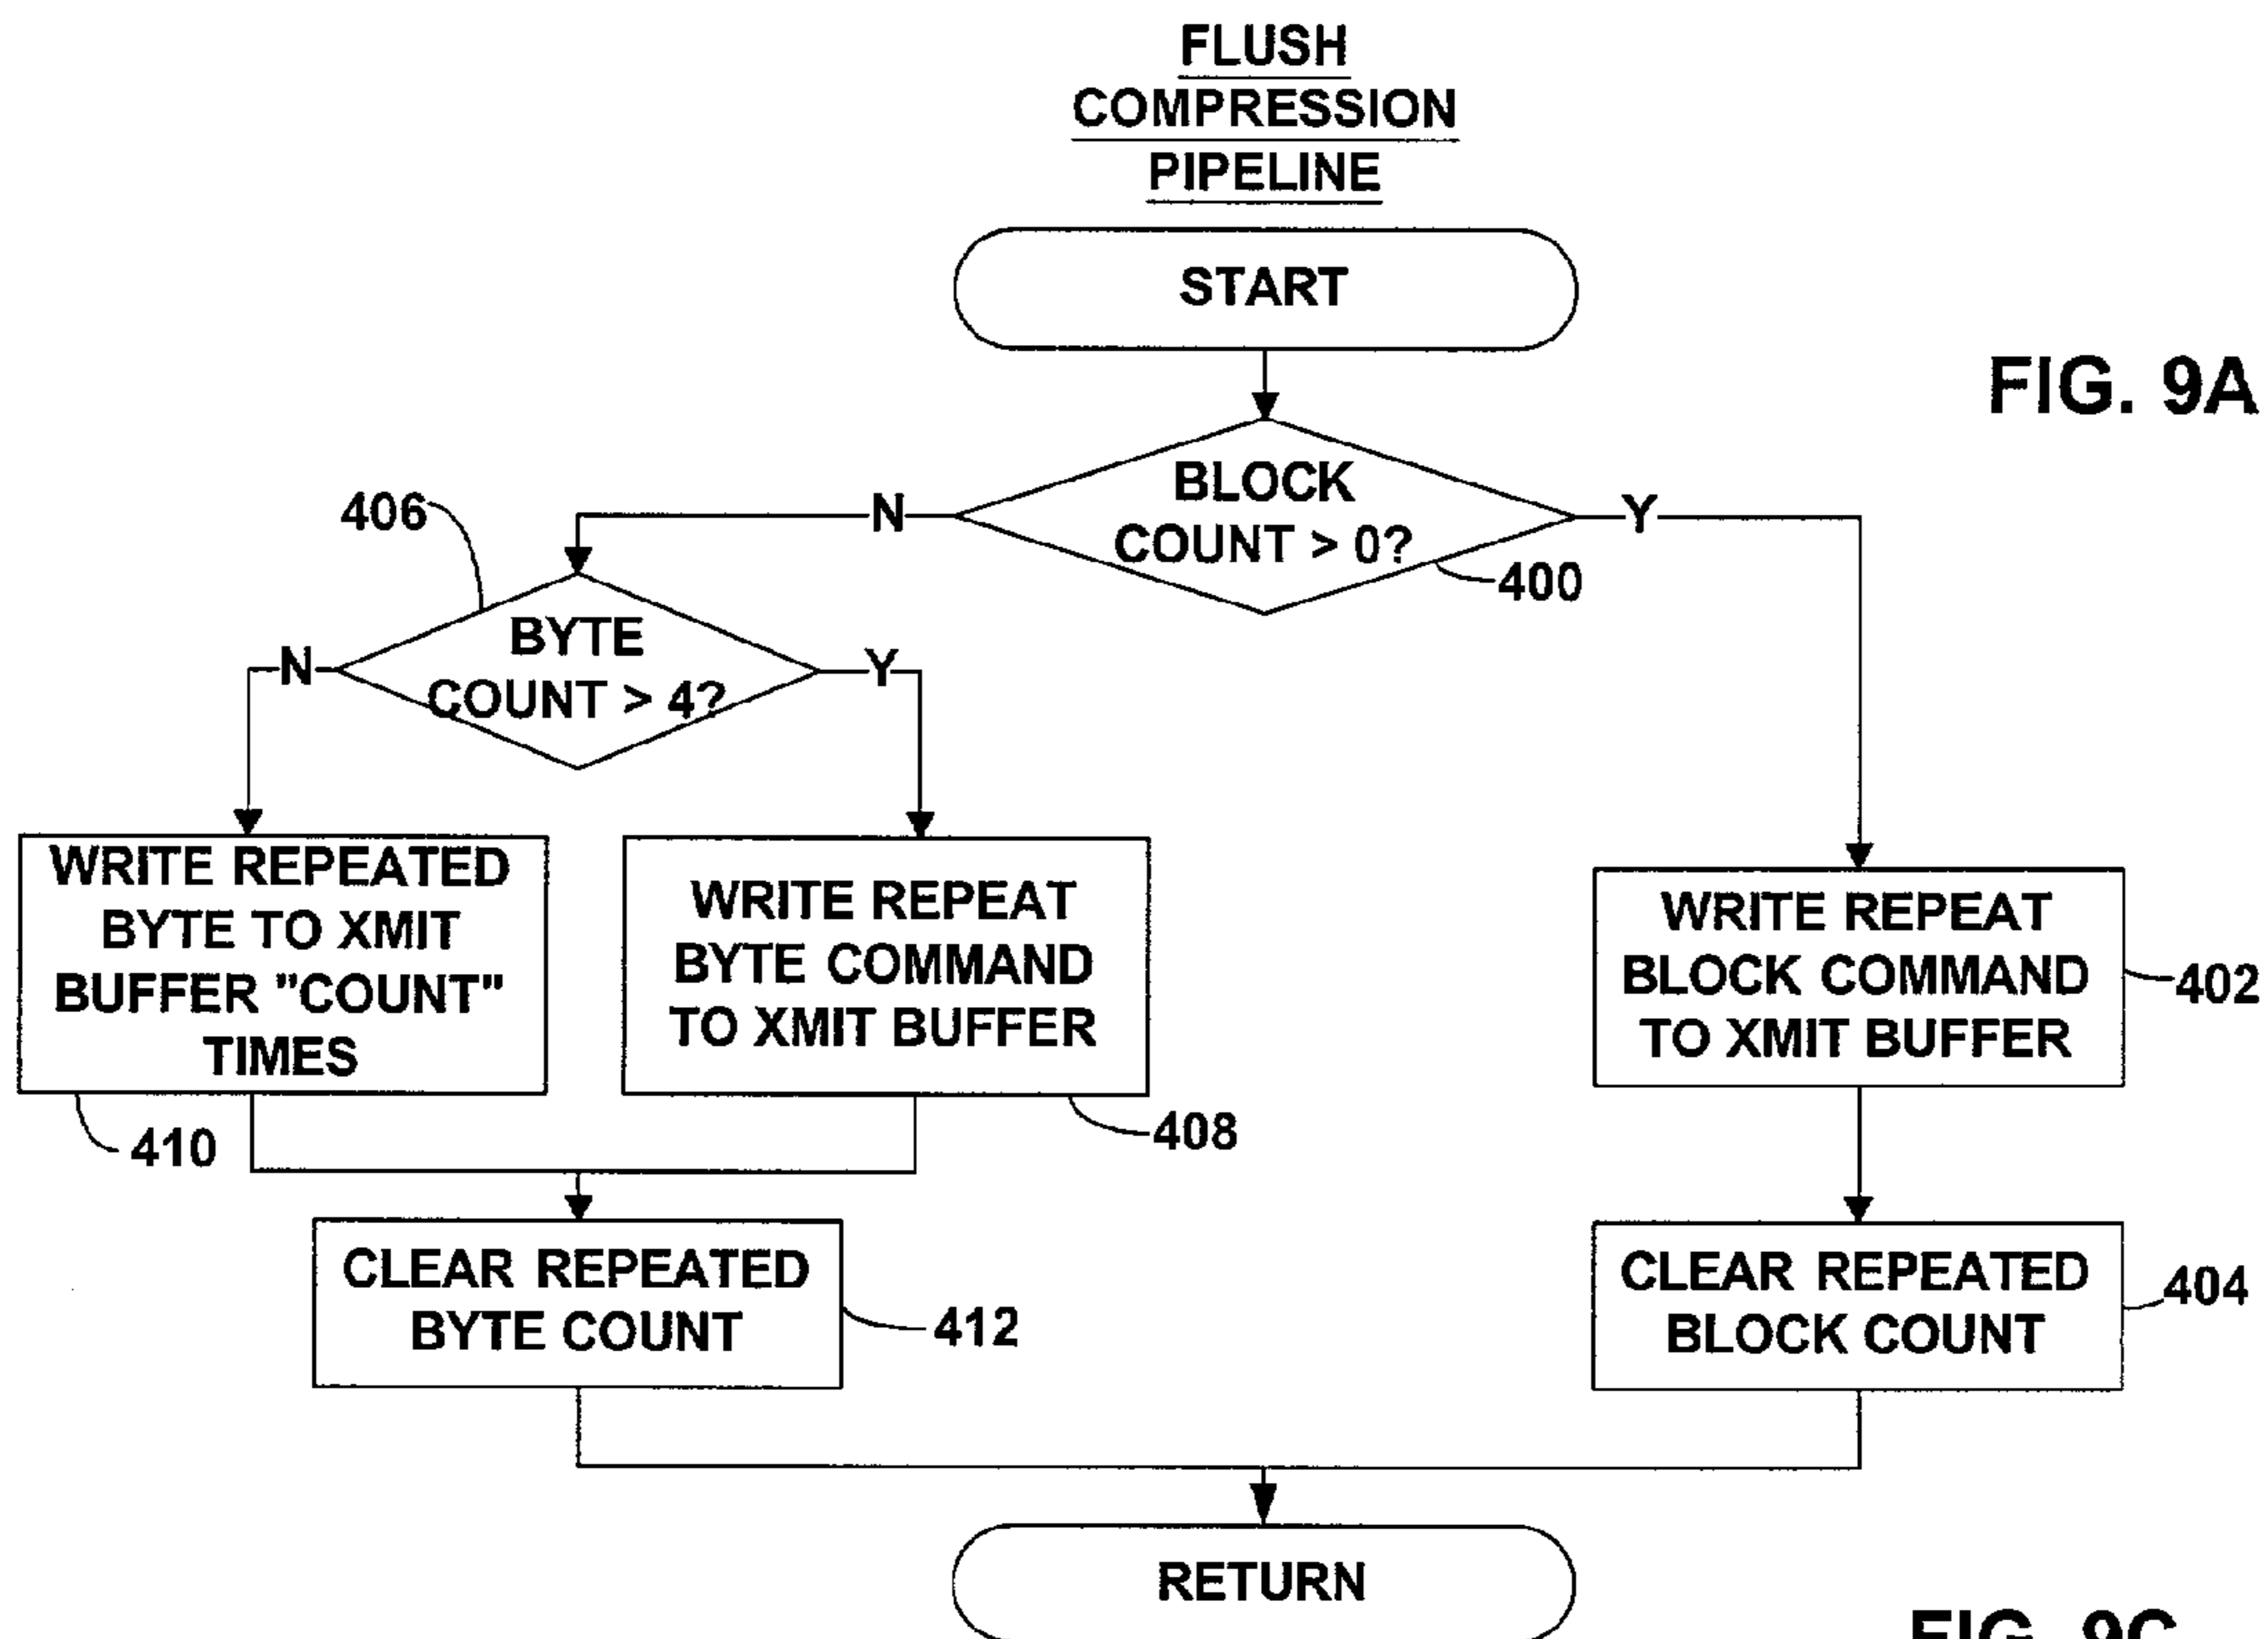 FLUSH
COMPRESSION
PIPELINE
START
FIG. 9A
BLOCK
COUNT > 0?
N
Y
400
406
BYTE
COUNT > 4?
N
Y
WRITE REPEATED
BYTE TO XMIT
BUFFER "COUNT"
TIMES
410
WRITE REPEAT
BYTE COMMAND
TO XMIT BUFFER
408
WRITE REPEAT
BLOCK COMMAND
TO XMIT BUFFER
402
CLEAR REPEATED
BYTE COUNT
412
CLEAR REPEATED
BLOCK COUNT
404
RETURN
FIG. 9C